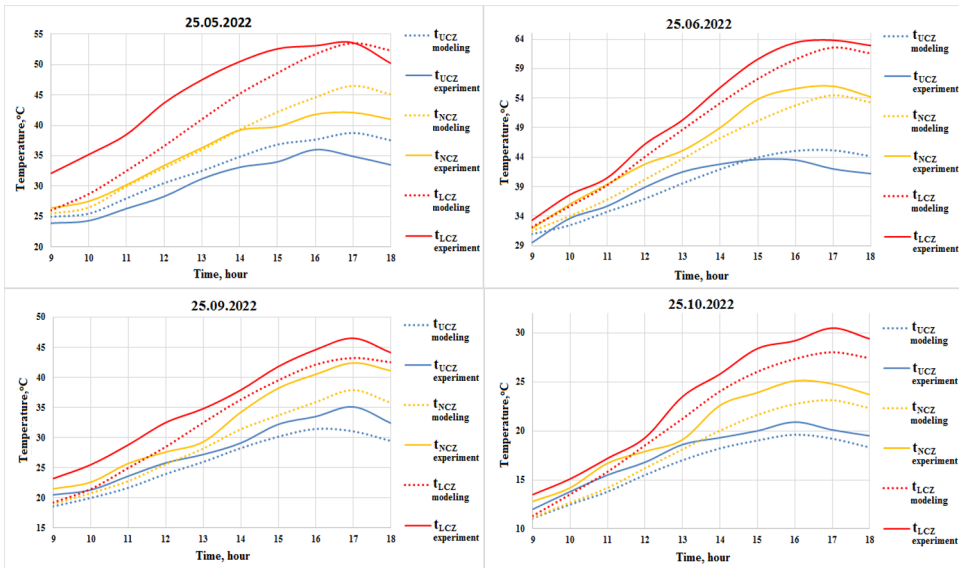 25.05.2022
Temperature,°C
55
50
45
40
35
30
25
20
9 10 11 12 13 14 15 16 17 18
Time, hour
tUCZ modeling
tUCZ experiment
tNCZ modeling
tNCZ experiment
tLCZ modeling
tLCZ experiment
25.06.2022
Temperature,°C
64
59
54
49
44
39
34
29
9 10 11 12 13 14 15 16 17 18
Time, hour
tUCZ modeling
tUCZ experiment
tNCZ modeling
tNCZ experiment
tLCZ modeling
tLCZ experiment
25.09.2022
Temperature,°C
50
45
40
35
30
25
20
15
9 10 11 12 13 14 15 16 17 18
Time, hour
tUCZ modeling
tUCZ experiment
tNCZ modeling
tNCZ experiment
tLCZ modeling
tLCZ experiment
25.10.2022
Temperature,°C
30
25
20
15
10
9 10 11 12 13 14 15 16 17 18
Time, hour
tUCZ modeling
tUCZ experiment
tNCZ modeling
tNCZ experiment
tLCZ modeling
tLCZ experiment